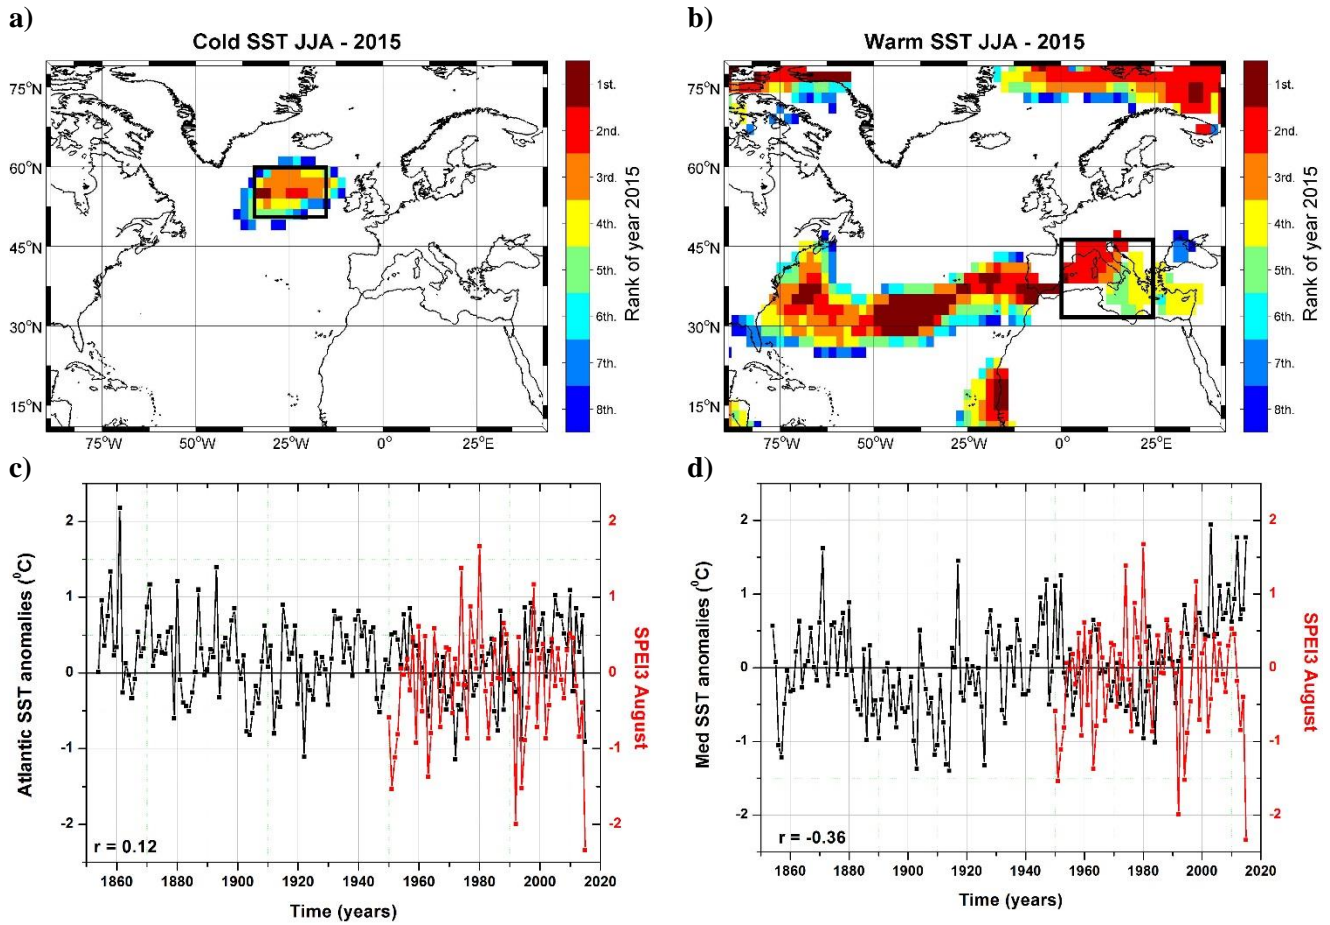 a)
Cold SST JJA - 2015
75°N
60°N
45°N
30°N
15°N
75°W
50°W
25°W
0°
25°E
1st.
2nd.
3rd.
4th.
5th.
6th.
7th.
8th.
Rank of year 2015
b)
Warm SST JJA - 2015
75°N
60°N
45°N
30°N
15°N
75°W
50°W
25°W
0°
25°E
1st.
2nd.
3rd.
4th.
5th.
6th.
7th.
8th.
Rank of year 2015
c)
Atlantic SST anomalies (⁰C)
2
1
0
-1
-2
2
1
0
-1
-2
SPEI3 August
r = 0.12
1860
1880
1900
1920
1940
1960
1980
2000
2020
Time (years)
d)
Med SST anomalies (⁰C)
2
1
0
-1
-2
2
1
0
-1
-2
SPEI3 August
r = -0.36
1860
1880
1900
1920
1940
1960
1980
2000
2020
Time (years)